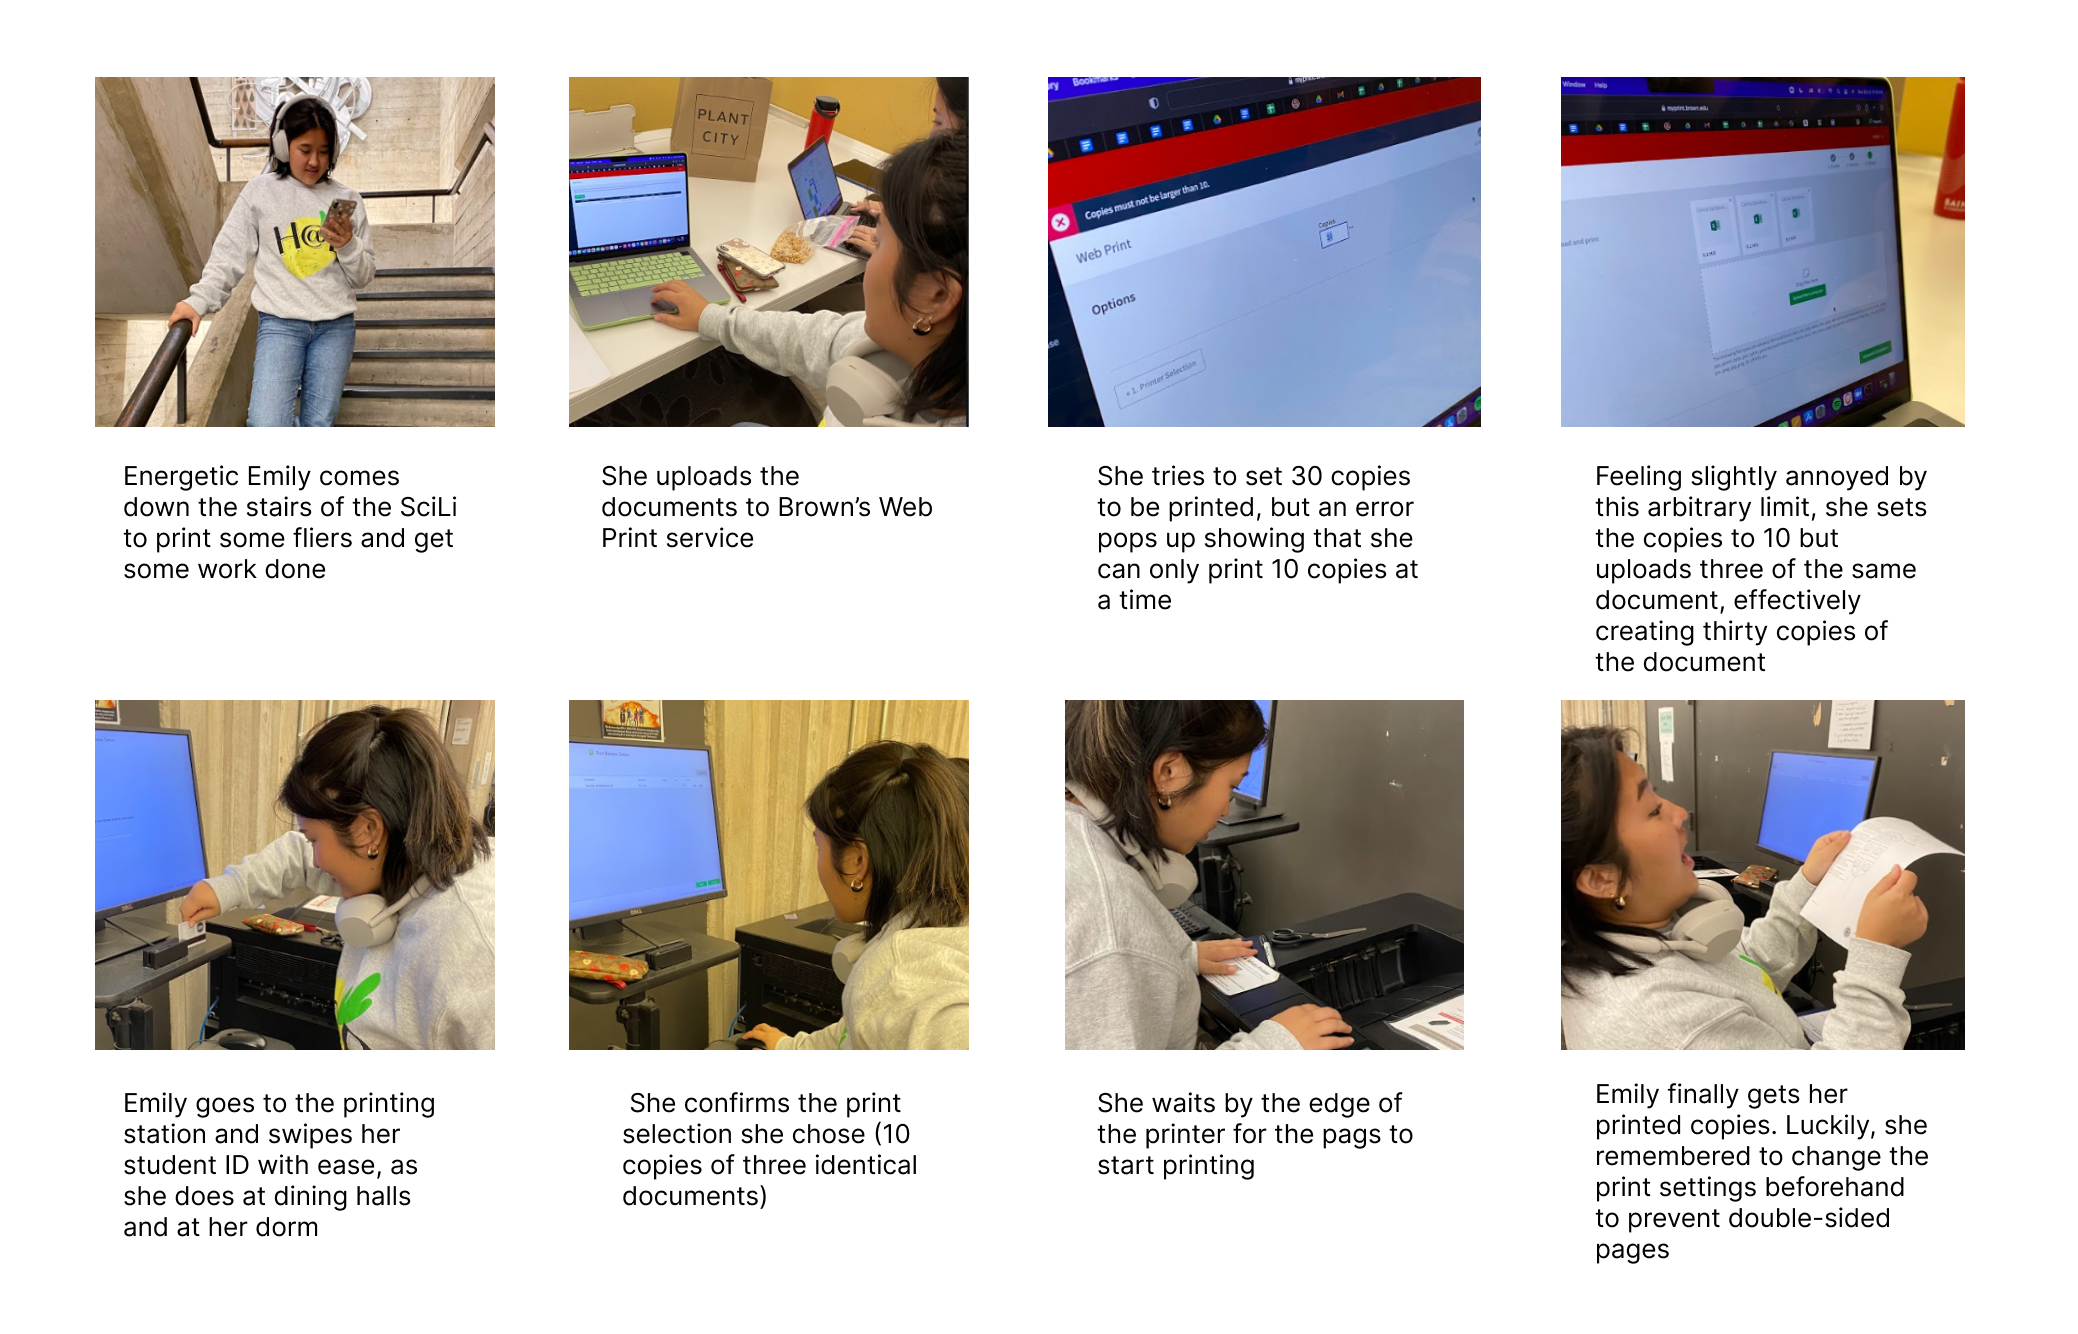 PLANT
CITY
Bookmarks
Copies must not be larger than 10.
Copies
Web Print
Options
« 1. Printer Selection
Window Help
myprint.brown.edu
H@
Energetic Emily comes
down the stairs of the SciLi
to print some fliers and get
some work done
She uploads the
documents to Brown’s Web
Print service
She tries to set 30 copies
to be printed, but an error
pops up showing that she
can only print 10 copies at
a time
Feeling slightly annoyed by
this arbitrary limit, she sets
the copies to 10 but
uploads three of the same
document, effectively
creating thirty copies of
the document
DELL
Emily goes to the printing
station and swipes her
student ID with ease, as
she does at dining halls
and at her dorm
She confirms the print
selection she chose (10
copies of three identical
documents)
She waits by the edge of
the printer for the pags to
start printing
Emily finally gets her
printed copies. Luckily, she
remembered to change the
print settings beforehand
to prevent double-sided
pages